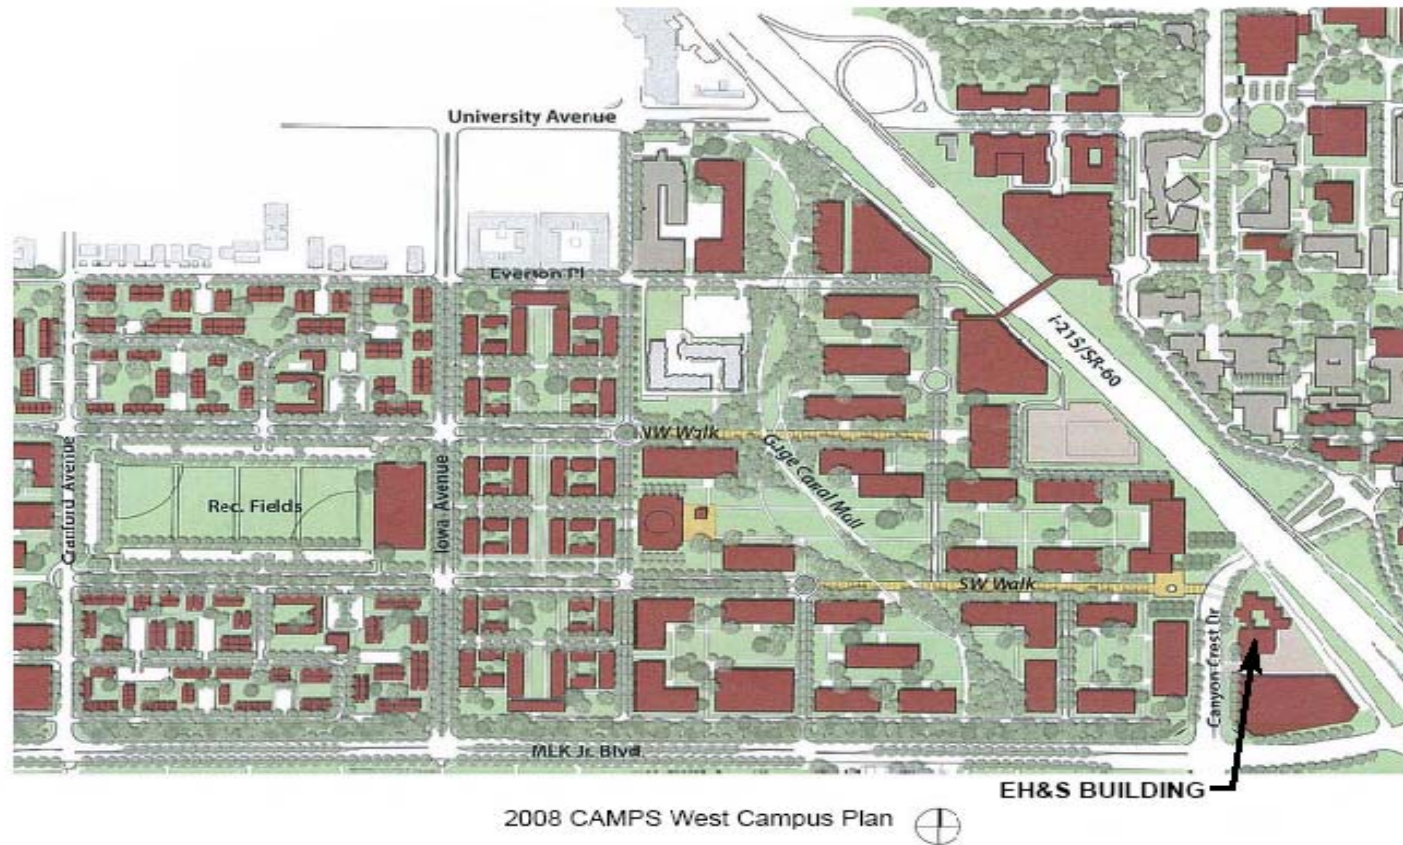 University Avenue
Everson Pl
I-215/SR-60
NW Walk
Gage Canal Mall
Cranford Avenue
Iowa Avenue
Rec. Fields
SW Walk
Canyon Crest Dr
MLK Jr. Blvd.
EH&S BUILDING
2008 CAMPS West Campus Plan